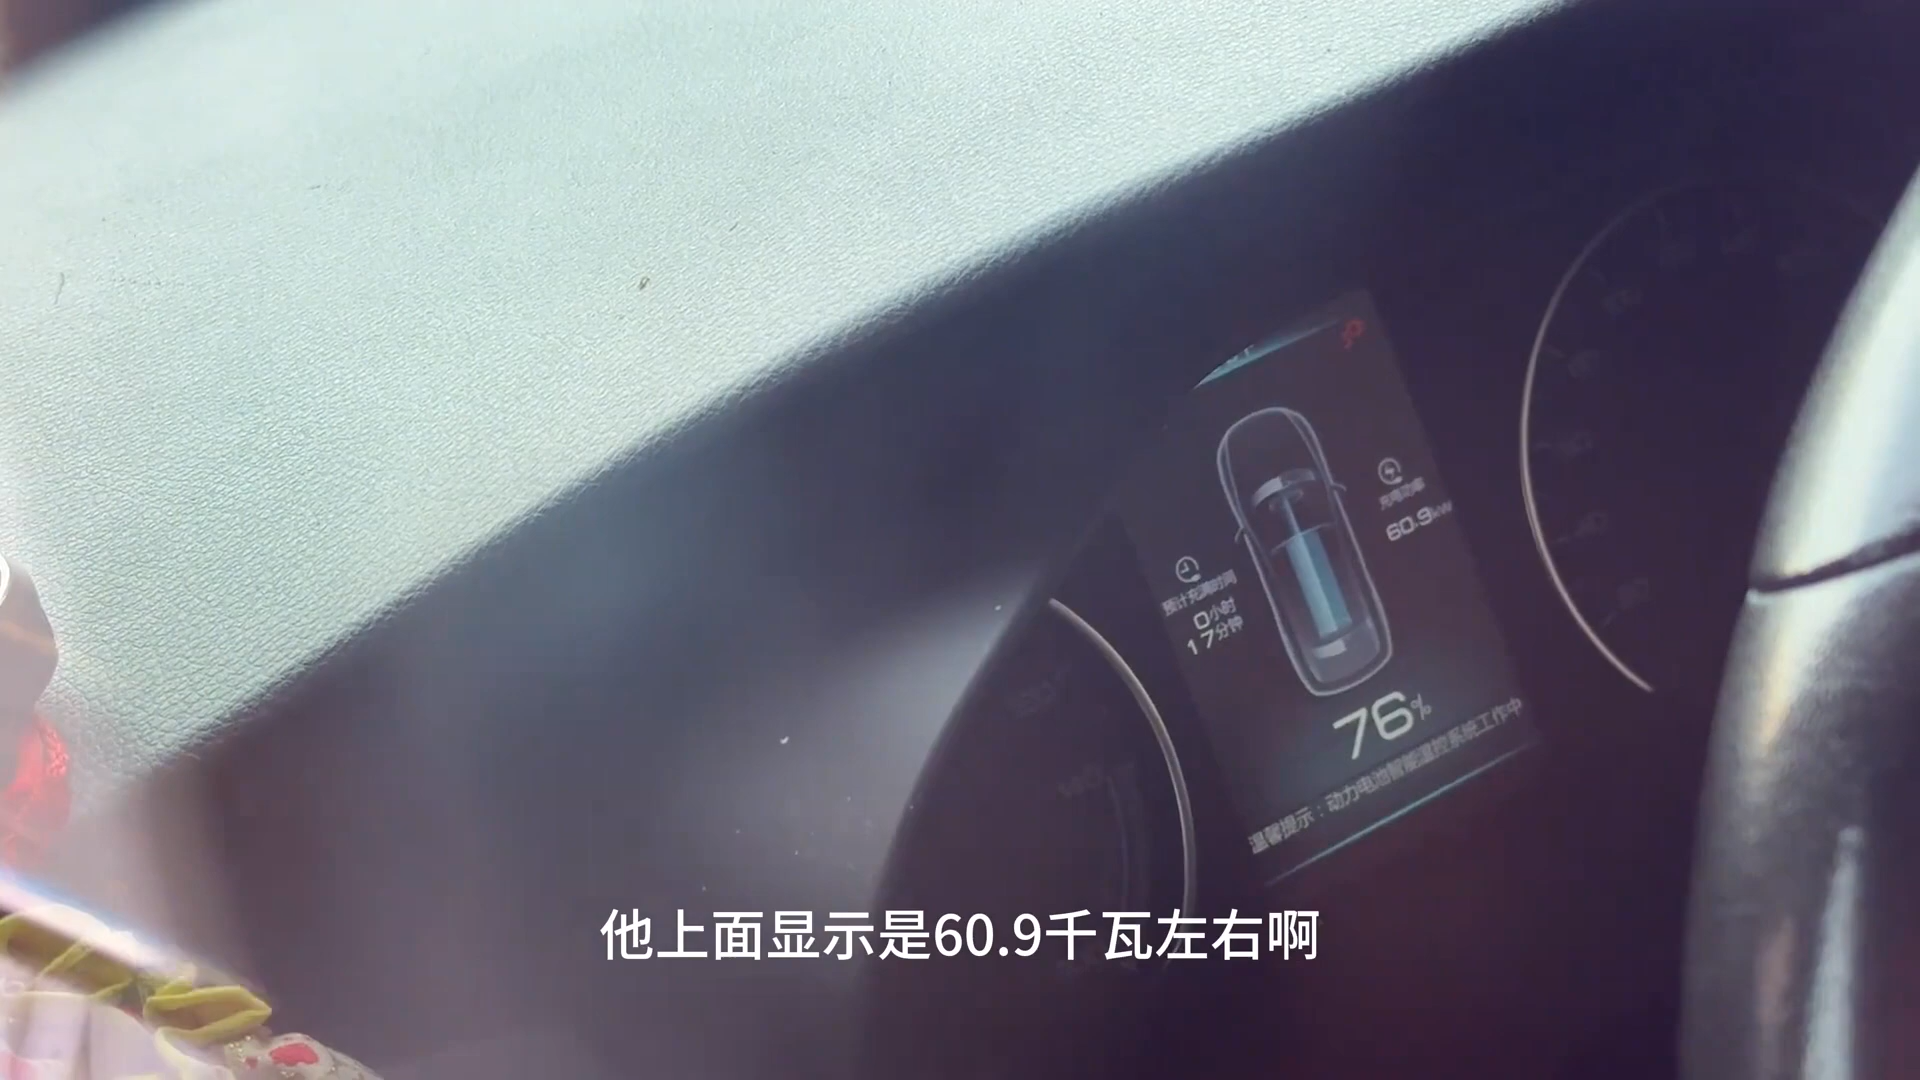 充电功率
60.9kW
预计充满时间
0小时
17分钟
76%
温馨提示：动力电池智能温控系统工作中
他上面显示是60.9千瓦左右啊